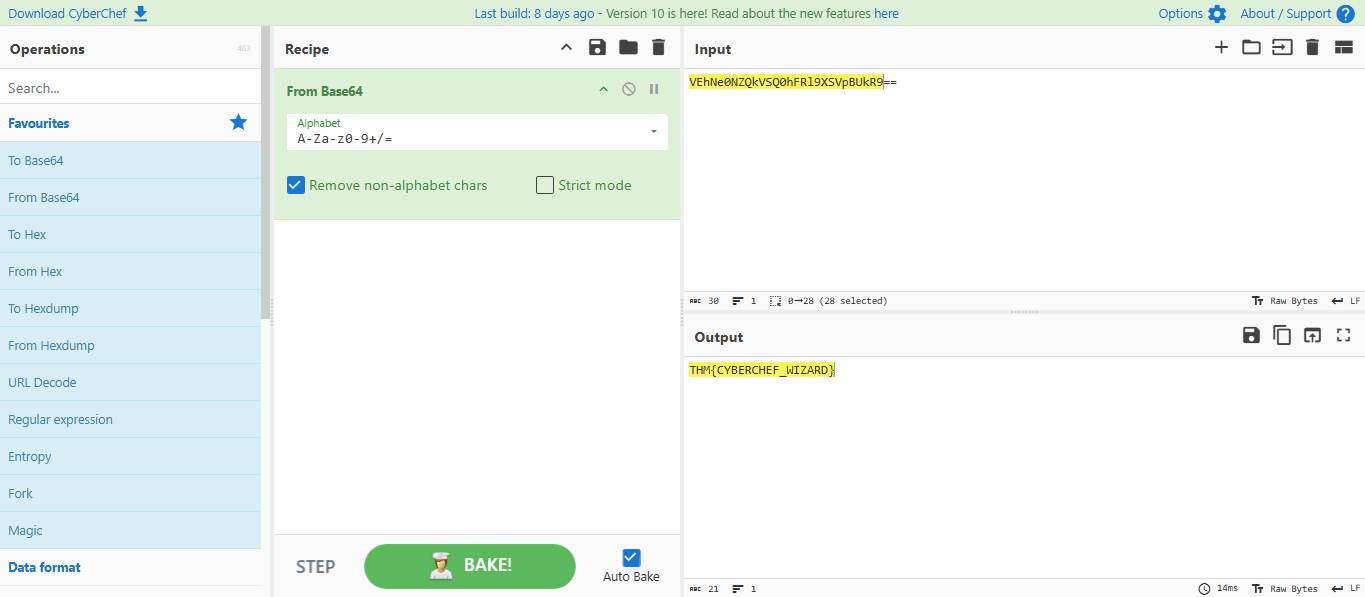 Download CyberChef
Last build: 8 days ago - Version 10 is here! Read about the new features here
Options
About / Support
Operations
463
Search...
Favourites
To Base64
From Base64
To Hex
From Hex
To Hexdump
From Hexdump
URL Decode
Regular expression
Entropy
Fork
Magic
Data format
Recipe
From Base64
Alphabet
A-Za-z0-9+/=
Remove non-alphabet chars
Strict mode
STEP
BAKE!
Auto Bake
Input
VEhNe0NZQkVSQ0hFRl9XSVpBUkR9==
ABC 30 1 0→28 (28 selected)
Tт Raw Bytes LF
Output
THM{CYBERCHEF_WIZARD}
ABC 21 1
14ms Tт Raw Bytes LF